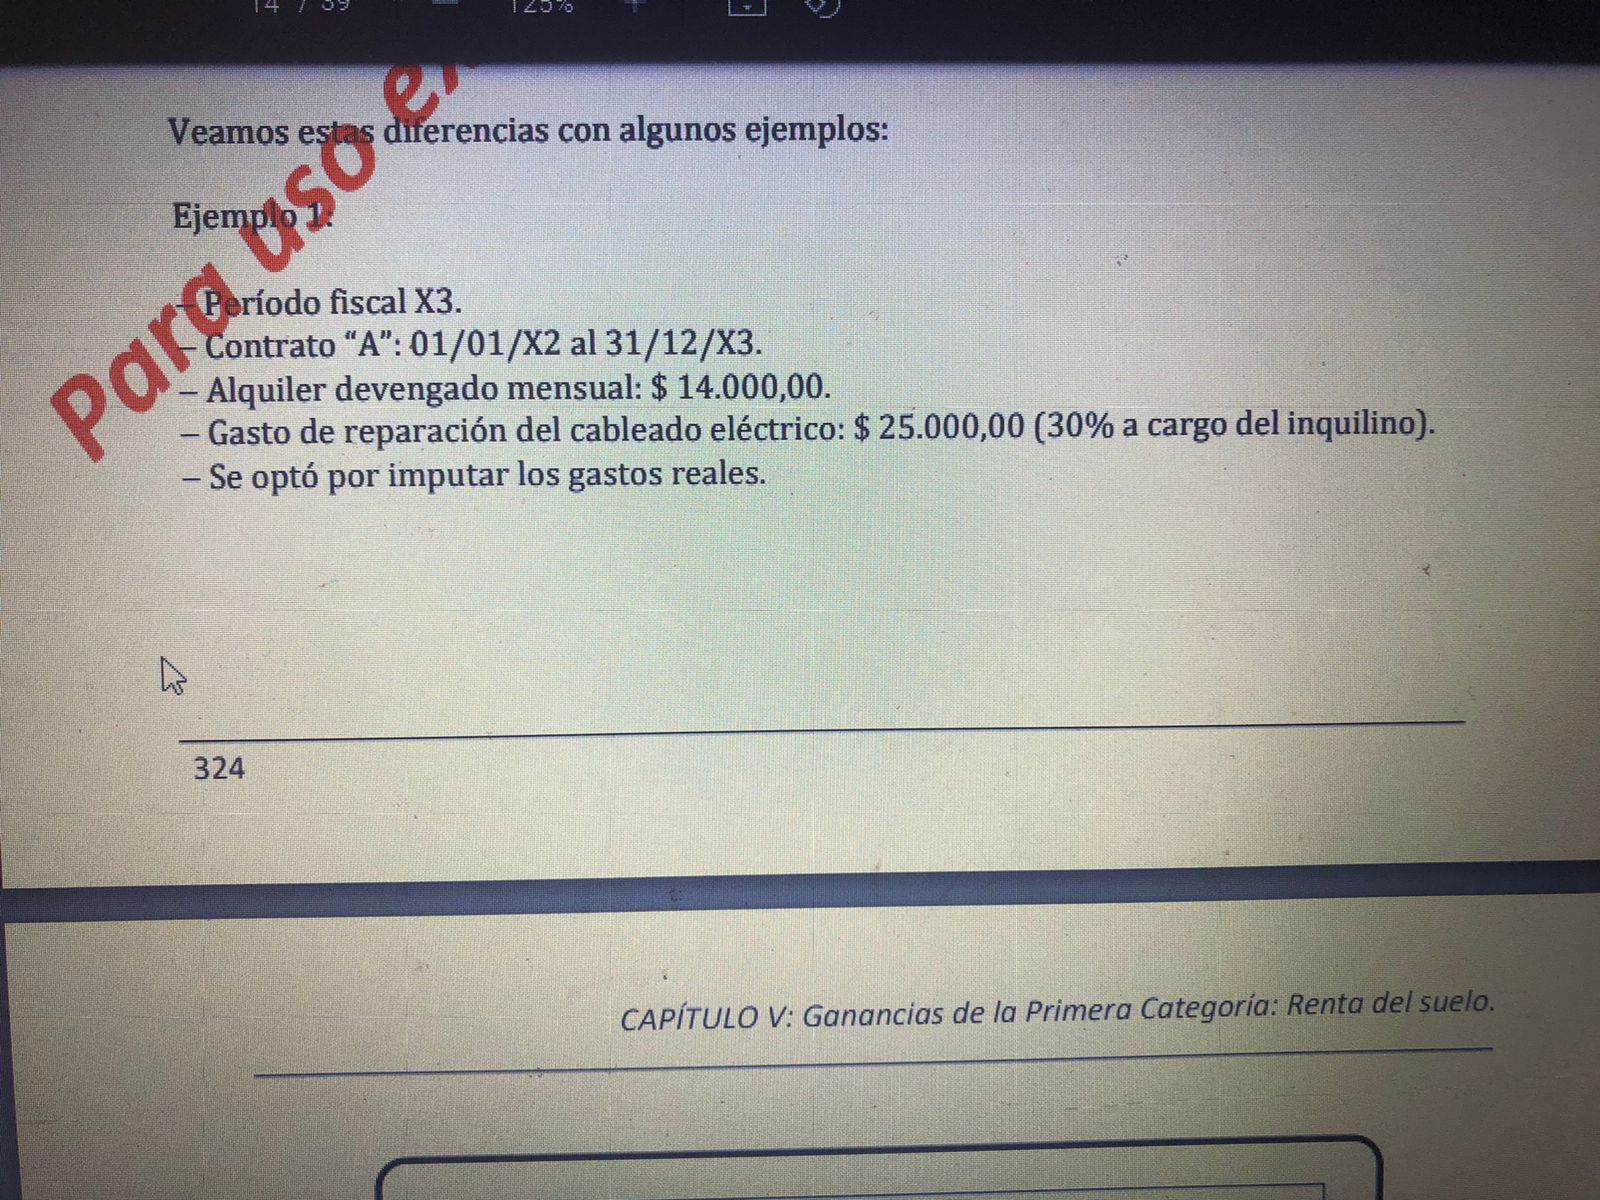 14 / 39 125%
Veamos estas diferencias con algunos ejemplos:
Ejemplo 1:
– Período fiscal X3.
– Contrato “A”: 01/01/X2 al 31/12/X3.
– Alquiler devengado mensual: $ 14.000,00.
– Gasto de reparación del cableado eléctrico: $ 25.000,00 (30% a cargo del inquilino).
– Se optó por imputar los gastos reales.
Para uso
324
CAPÍTULO V: Ganancias de la Primera Categoría: Renta del suelo.